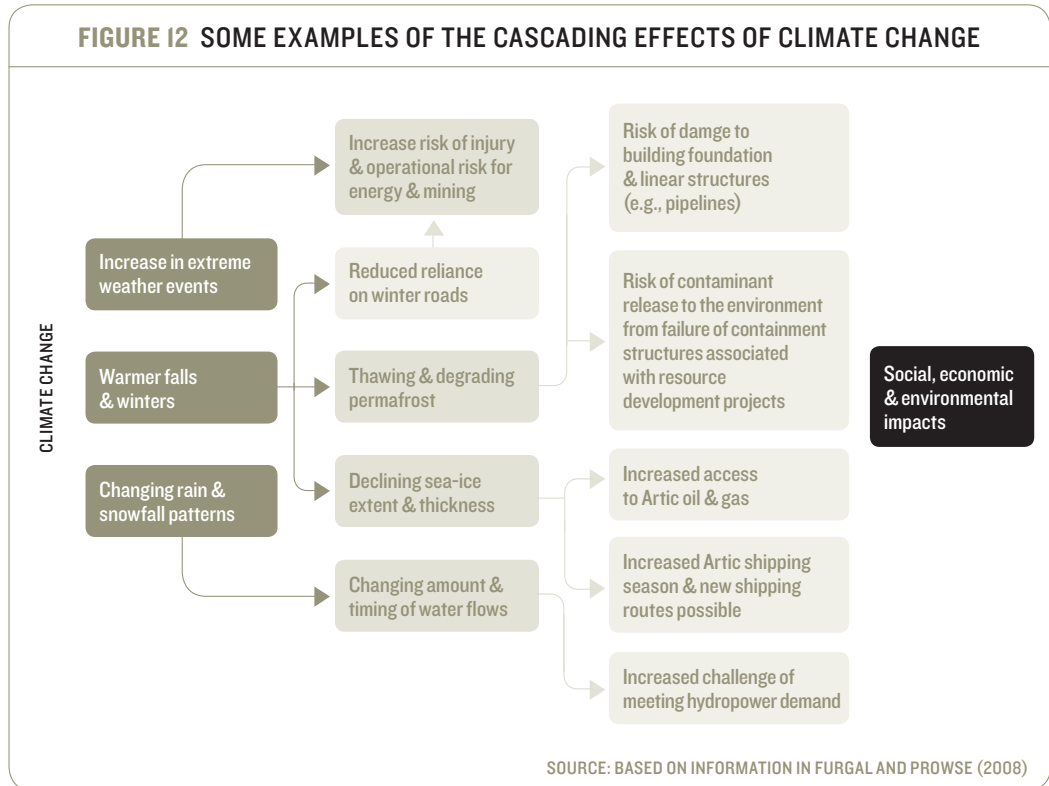 FIGURE 12 SOME EXAMPLES OF THE CASCADING EFFECTS OF CLIMATE CHANGE
CLIMATE CHANGE
Increase in extreme
weather events
Warmer falls
& winters
Changing rain &
snowfall patterns
Increase risk of injury
& operational risk for
energy & mining
Reduced reliance
on winter roads
Thawing & degrading
permafrost
Declining sea-ice
extent & thickness
Changing amount &
timing of water flows
Risk of damge to
building foundation
& linear structures
(e.g., pipelines)
Risk of contaminant
release to the environment
from failure of containment
structures associated
with resource
development projects
Increased access
to Artic oil & gas
Increased Artic shipping
season & new shipping
routes possible
Increased challenge of
meeting hydropower demand
Social, economic
& environmental
impacts
SOURCE: BASED ON INFORMATION IN FURGAL AND PROWSE (2008)